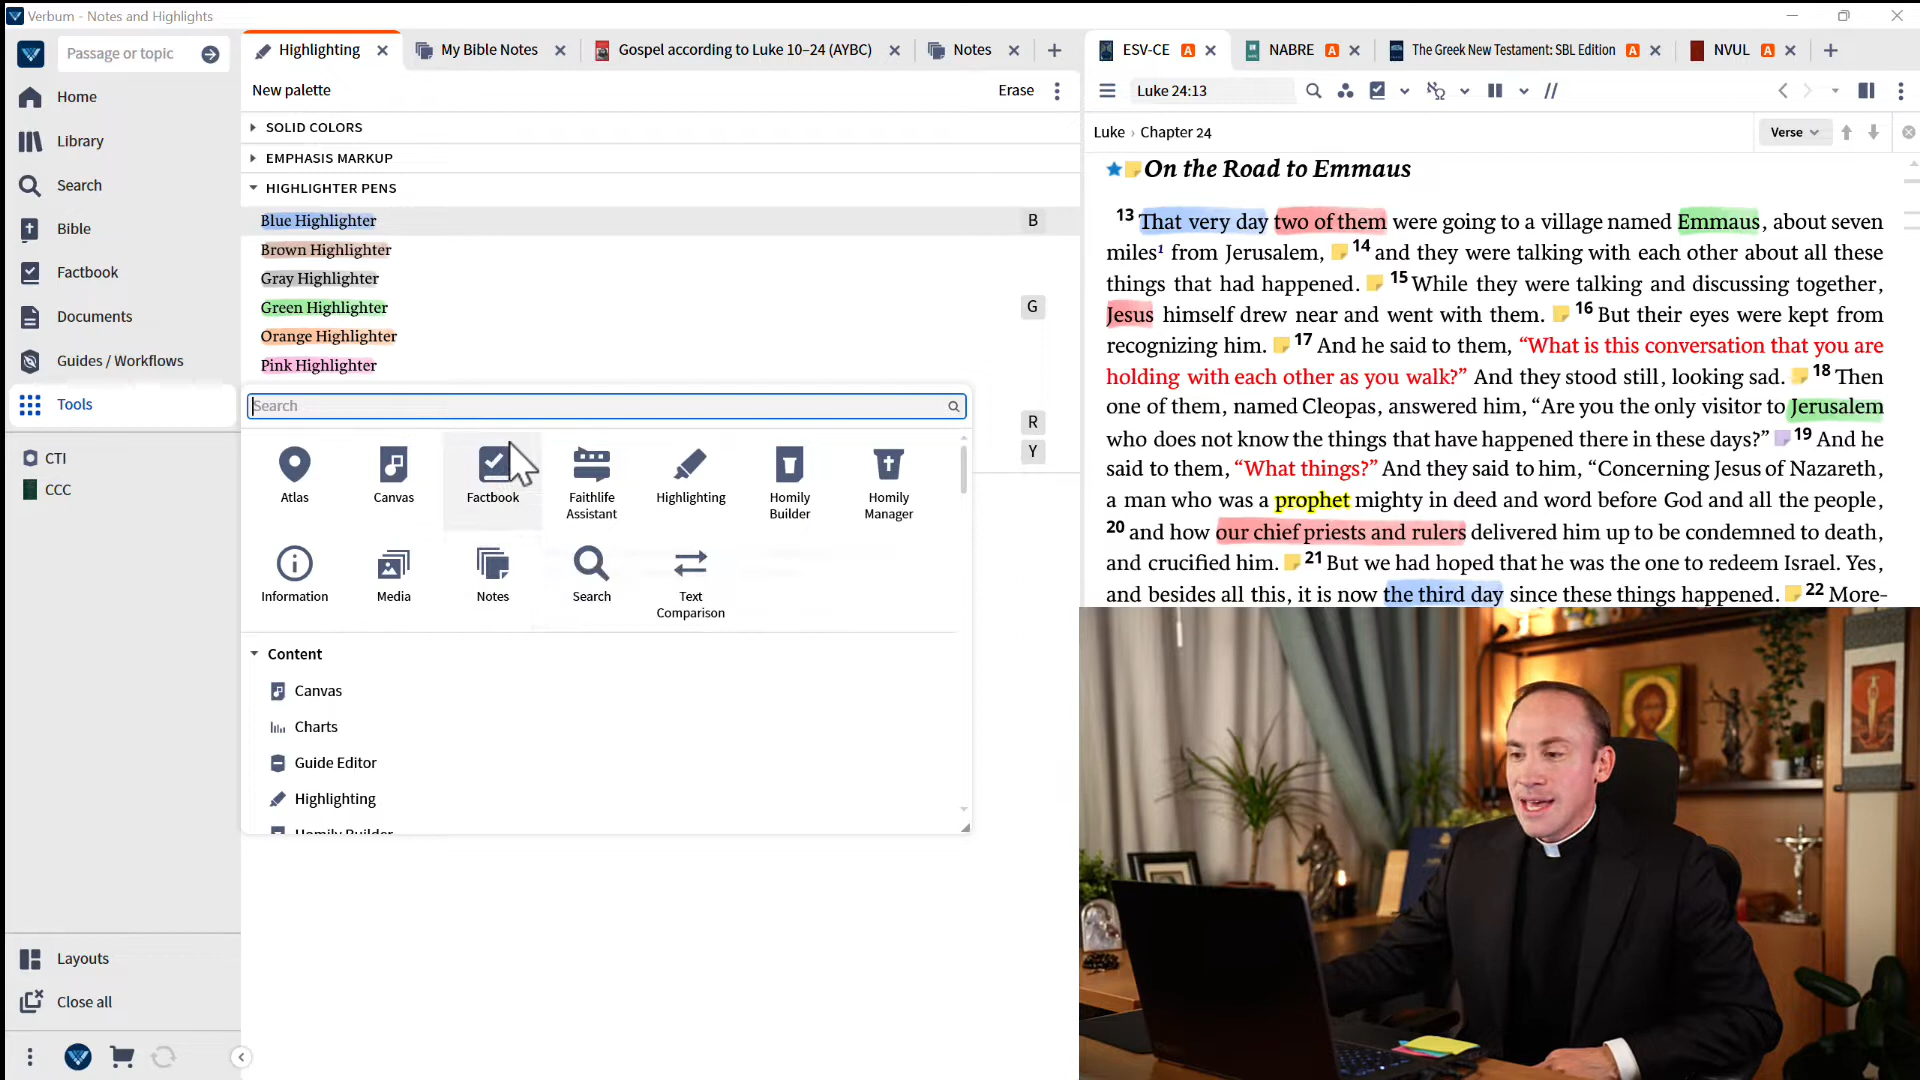 Verbum - Notes and Highlights
Passage or topic
Home
Library
Search
Bible
Factbook
Documents
Guides / Workflows
Tools
CTI
CCC
Layouts
Close all
Highlighting
My Bible Notes
Gospel according to Luke 10–24 (AYBC)
Notes
New palette
Erase
SOLID COLORS
EMPHASIS MARKUP
HIGHLIGHTER PENS
Blue Highlighter B
Brown Highlighter
Gray Highlighter
Green Highlighter G
Orange Highlighter
Pink Highlighter
R
Y
Search
Atlas
Canvas
Factbook
Faithlife
Assistant
Highlighting
Homily
Builder
Homily
Manager
Information
Media
Notes
Search
Text
Comparison
Content
Canvas
Charts
Guide Editor
Highlighting
Homily Builder
ESV-CE A
NABRE A
The Greek New Testament: SBL Edition A
NVUL A
Luke 24:13
Luke › Chapter 24
Verse
On the Road to Emmaus
13 That very day two of them were going to a village named Emmaus, about seven
miles¹ from Jerusalem, 14 and they were talking with each other about all these
things that had happened. 15 While they were talking and discussing together,
Jesus himself drew near and went with them. 16 But their eyes were kept from
recognizing him. 17 And he said to them, “What is this conversation that you are
holding with each other as you walk?” And they stood still, looking sad. 18 Then
one of them, named Cleopas, answered him, “Are you the only visitor to Jerusalem
who does not know the things that have happened there in these days?” 19 And he
said to them, “What things?” And they said to him, “Concerning Jesus of Nazareth,
a man who was a prophet mighty in deed and word before God and all the people,
20 and how our chief priests and rulers delivered him up to be condemned to death,
and crucified him. 21 But we had hoped that he was the one to redeem Israel. Yes,
and besides all this, it is now the third day since these things happened. 22 More-